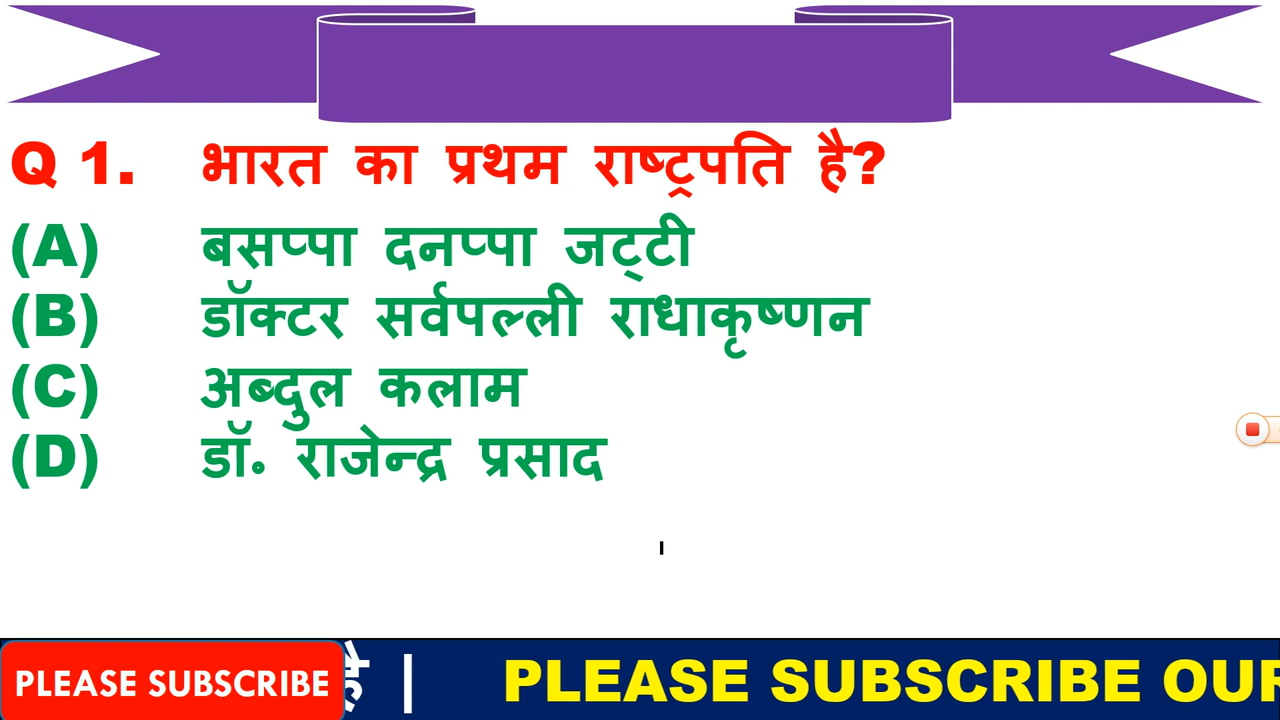 Q 1. भारत का प्रथम राष्ट्रपति है?
(A) बसप्पा दनप्पा जट्टी
(B) डॉक्टर सर्वपल्ली राधाकृष्णन
(C) अब्दुल कलाम
(D) डॉ. राजेन्द्र प्रसाद
PLEASE SUBSCRIBE है | PLEASE SUBSCRIBE OUR